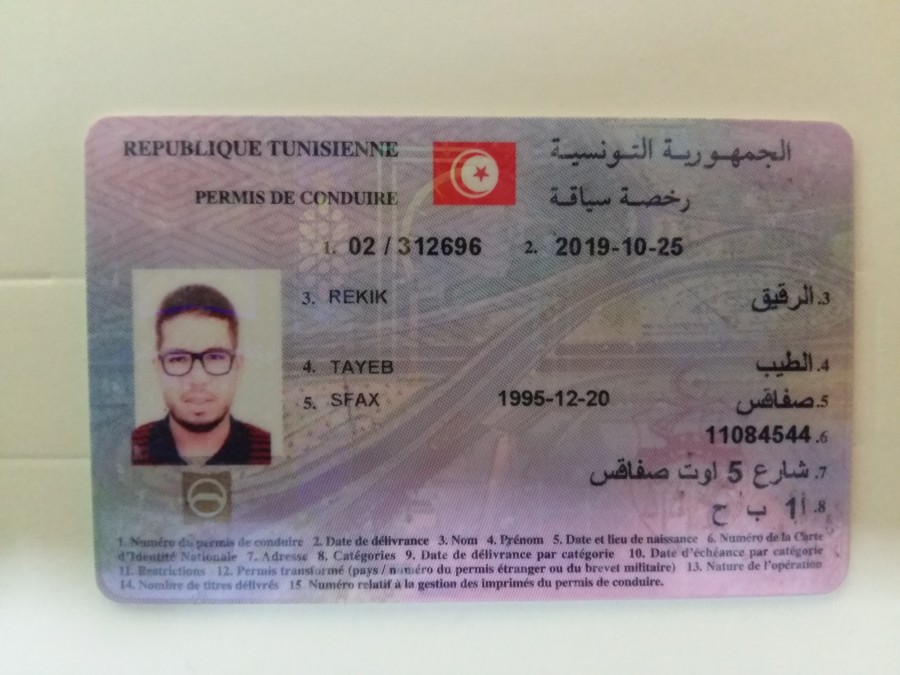 REPUBLIQUE TUNISIENNE الجمهورية التونسية
PERMIS DE CONDUIRE رخصة سياقة
1. 02 / 312696 2. 2019-10-25
3. REKIK 3. الرقيق
4. TAYEB 4. الطيب
5. SFAX 1995-12-20 5. صفاقس
6. 11084544
7. شارع 5 اوت صفاقس
8. أ1 ب ح
1. Numéro du permis de conduire 2. Date de délivrance 3. Nom 4. Prénom 5. Date et lieu de naissance 6. Numéro de la Carte
d'Identité Nationale 7. Adresse 8. Catégories 9. Date de délivrance par catégorie 10. Date d'échéance par catégorie
11. Restrictions 12. Permis transformé (pays / numéro du permis étranger ou du brevet militaire) 13. Nature de l'opération
14. Nombre de titres délivrés 15. Numéro relatif à la gestion des imprimés du permis de conduire.